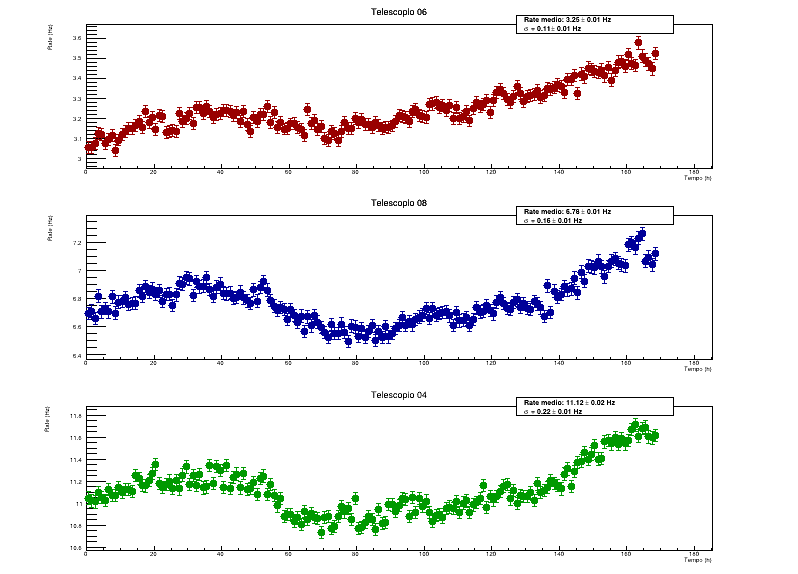 Telescopio 06
Rate medio: 3.25 ± 0.01 Hz
σ = 0.11 ± 0.01 Hz
Rate (Hz)
3.6
3.5
3.4
3.3
3.2
3.1
3
0 20 40 60 80 100 120 140 160 180
Tempo (h)
Telescopio 08
Rate medio: 6.76 ± 0.01 Hz
σ = 0.16 ± 0.01 Hz
Rate (Hz)
7.2
7
6.8
6.6
6.4
0 20 40 60 80 100 120 140 160 180
Tempo (h)
Telescopio 04
Rate medio: 11.12 ± 0.02 Hz
σ = 0.22 ± 0.01 Hz
Rate (Hz)
11.8
11.6
11.4
11.2
11
10.8
10.6
0 20 40 60 80 100 120 140 160 180
Tempo (h)